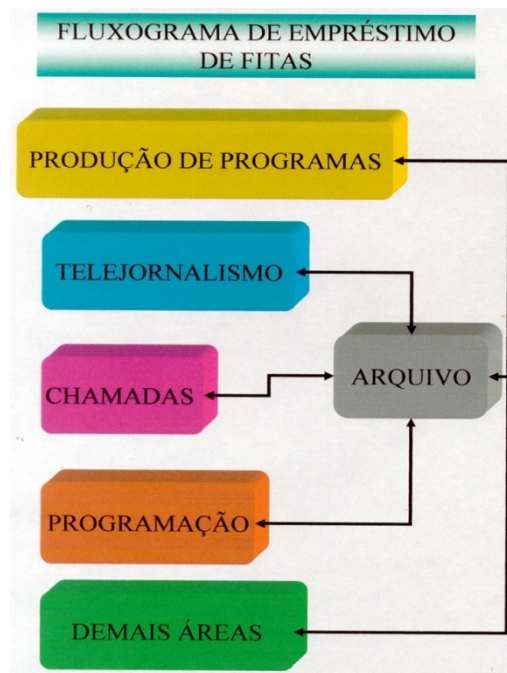 FLUXOGRAMA DE EMPRÉSTIMO
DE FITAS
PRODUÇÃO DE PROGRAMAS
TELEJORNALISMO
CHAMADAS
ARQUIVO
PROGRAMAÇÃO
DEMAIS ÁREAS